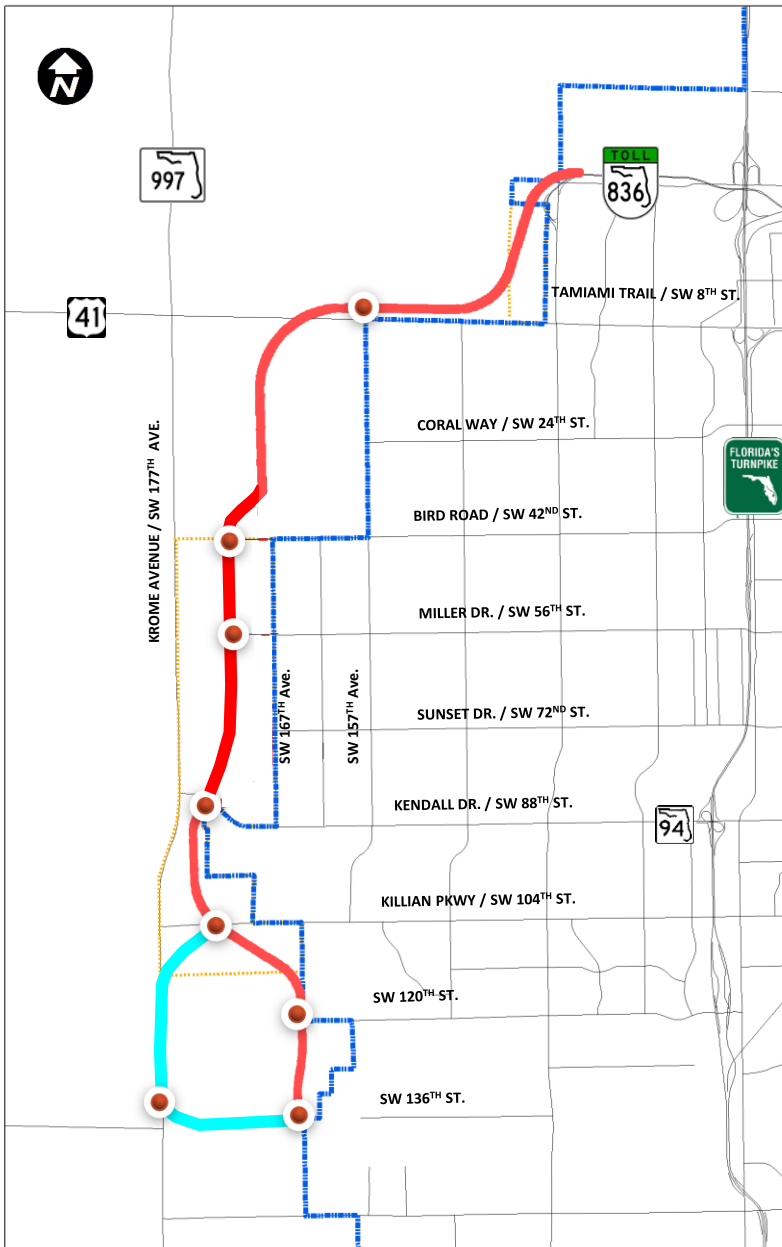 N
997
TOLL
836
TAMIAMI TRAIL / SW 8TH ST.
41
CORAL WAY / SW 24TH ST.
FLORIDA'S
TURNPIKE
KROME AVENUE / SW 177TH AVE.
BIRD ROAD / SW 42ND ST.
MILLER DR. / SW 56TH ST.
SW 167TH Ave.
SW 157TH Ave.
SUNSET DR. / SW 72ND ST.
KENDALL DR. / SW 88TH ST.
94
KILLIAN PKWY / SW 104TH ST.
SW 120TH ST.
SW 136TH ST.